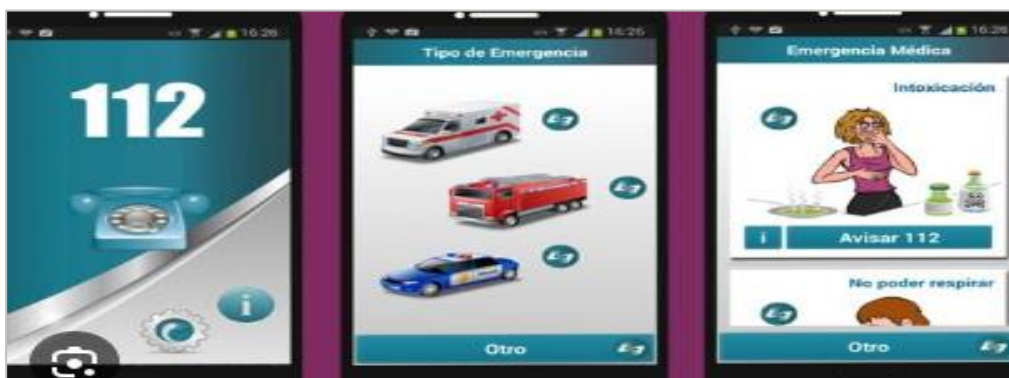 16:26
112
i
16:26
Tipo de Emergencia
Otro
16:26
Emergencia Médica
Intoxicación
i Avisar 112
No poder respirar
Otro